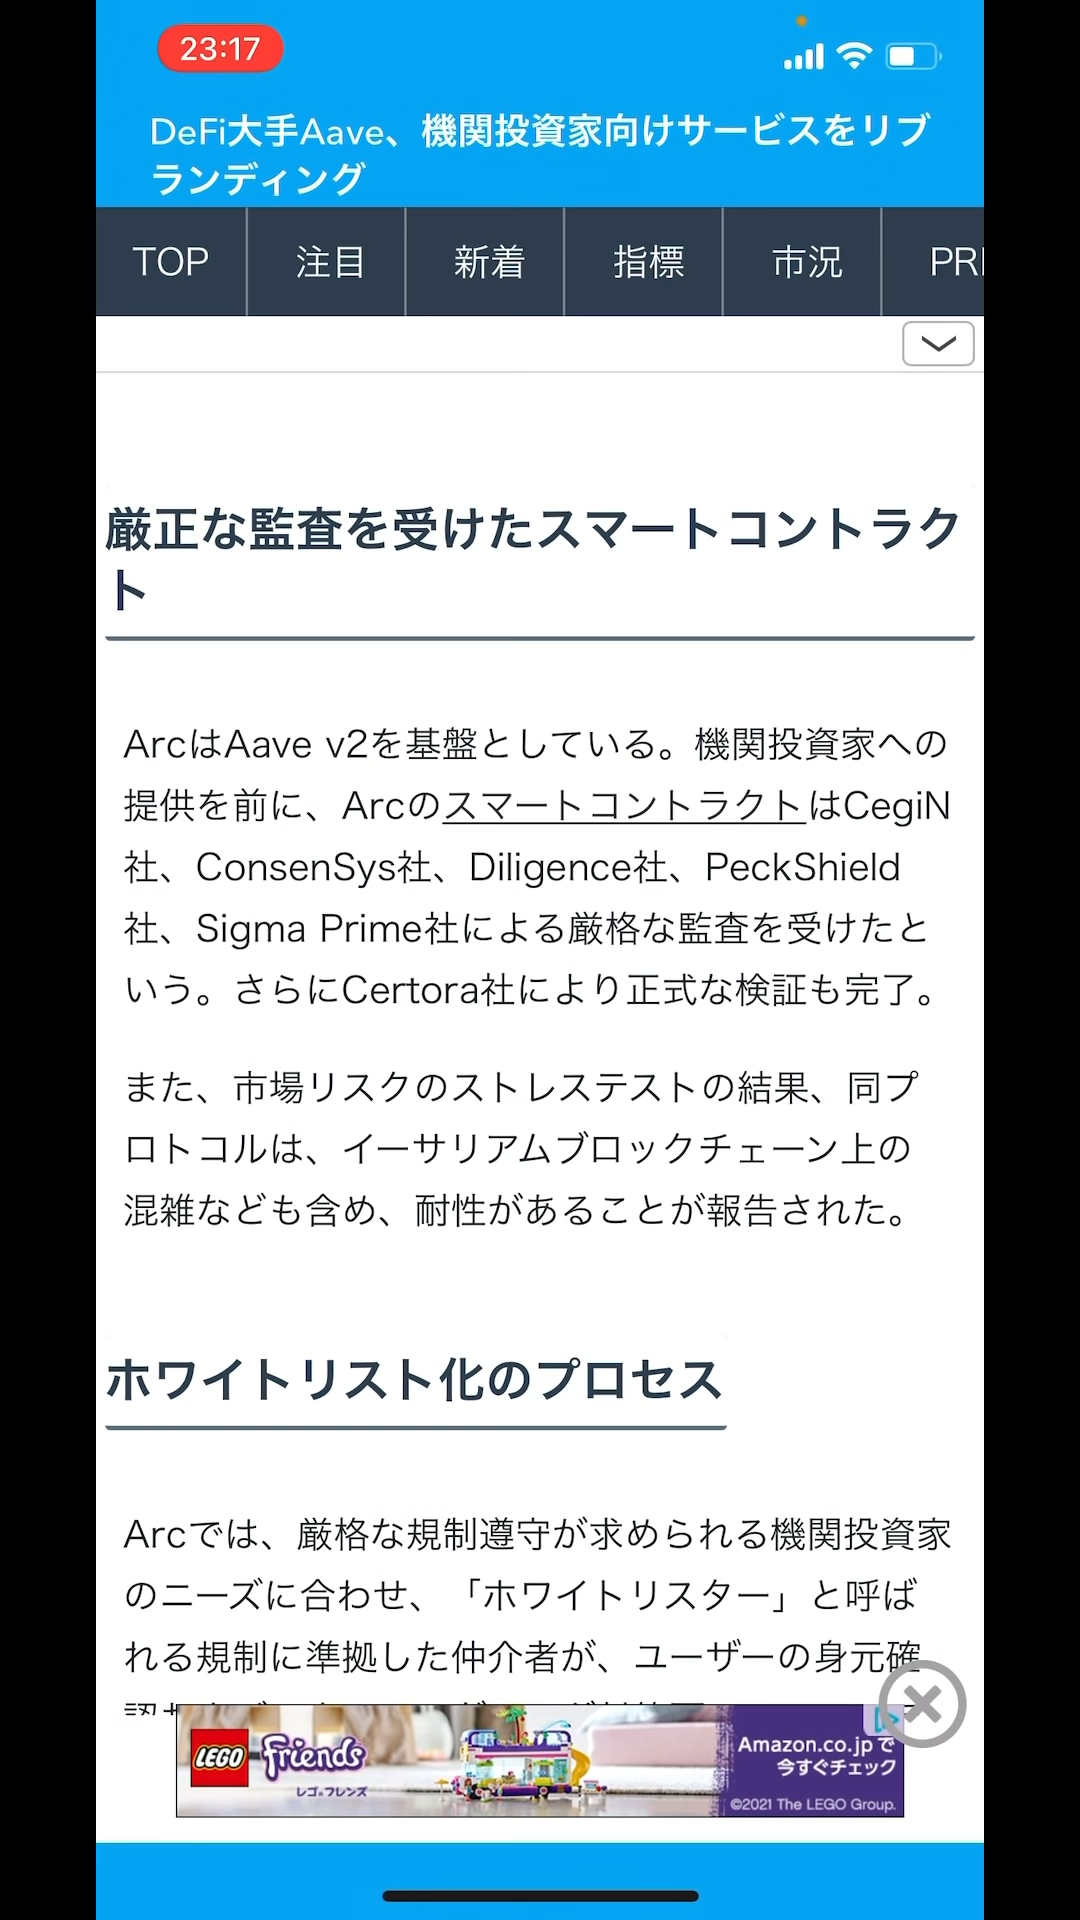 23:17
DeFi大手Aave、機関投資家向けサービスをリブ
ランディング
TOP
注目
新着
指標
市況
厳正な監査を受けたスマートコントラク
ト
ArcはAave v2を基盤としている。機関投資家への
提供を前に、ArcのスマートコントラクトはCegiN
社、ConsenSys社、Diligence社、PeckShield
社、Sigma Prime社による厳格な監査を受けたと
いう。さらにCertora社により正式な検証も完了。
また、市場リスクのストレステストの結果、同プ
ロトコルは、イーサリアムブロックチェーン上の
混雑なども含め、耐性があることが報告された。
ホワイトリスト化のプロセス
Arcでは、厳格な規制遵守が求められる機関投資家
のニーズに合わせ、「ホワイトリスター」と呼ば
れる規制に準拠した仲介者が、ユーザーの身元確
LEGO
Friends
レゴ®フレンズ
Amazon.co.jpで
今すぐチェック
©2021 The LEGO Group.